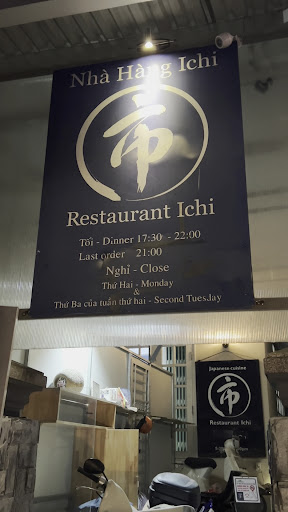 Nhà Hàng Ichi
市
Restaurant Ichi
Tối - Dinner 17:30 - 22:00
Last order 21:00
Nghỉ - Close
Thứ Hai - Monday
&
Thứ Ba của tuần thứ hai - Second TuesJay
Japanese cuisine
市
Restaurant Ichi